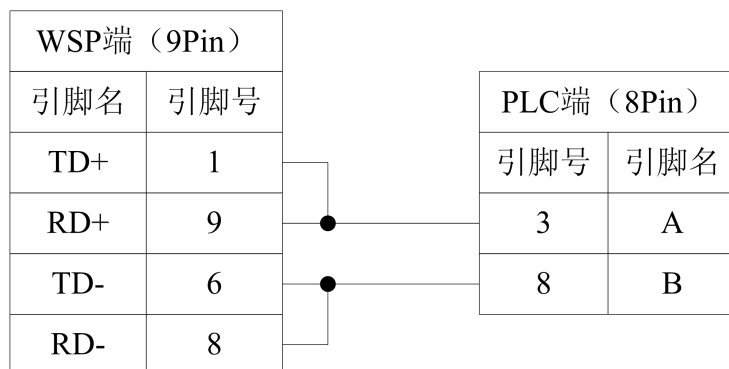 WSP端（9Pin）
引脚名 引脚号
TD+ 1
RD+ 9
TD- 6
RD- 8
PLC端（8Pin）
引脚号 引脚名
3 A
8 B